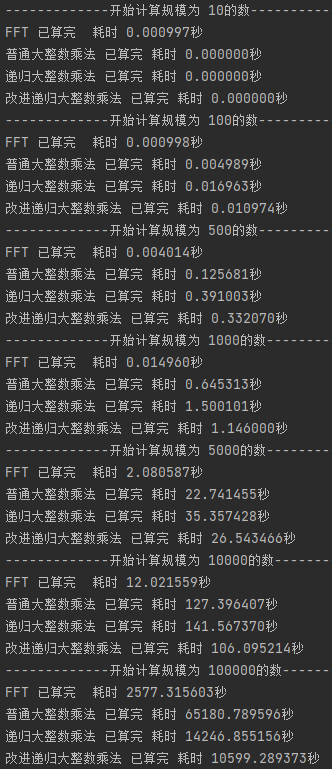 -------------开始计算规模为 10的数----------
FFT 已算完  耗时 0.000997秒
普通大整数乘法 已算完 耗时 0.000000秒
递归大整数乘法 已算完 耗时 0.000000秒
改进递归大整数乘法 已算完 耗时 0.000000秒
-------------开始计算规模为 100的数---------
FFT 已算完  耗时 0.000998秒
普通大整数乘法 已算完 耗时 0.004989秒
递归大整数乘法 已算完 耗时 0.016963秒
改进递归大整数乘法 已算完 耗时 0.010974秒
-------------开始计算规模为 500的数---------
FFT 已算完  耗时 0.004014秒
普通大整数乘法 已算完 耗时 0.125681秒
递归大整数乘法 已算完 耗时 0.391003秒
改进递归大整数乘法 已算完 耗时 0.332070秒
-------------开始计算规模为 1000的数--------
FFT 已算完  耗时 0.014960秒
普通大整数乘法 已算完 耗时 0.645313秒
递归大整数乘法 已算完 耗时 1.500101秒
改进递归大整数乘法 已算完 耗时 1.146000秒
-------------开始计算规模为 5000的数--------
FFT 已算完  耗时 2.080587秒
普通大整数乘法 已算完 耗时 22.741455秒
递归大整数乘法 已算完 耗时 35.357428秒
改进递归大整数乘法 已算完 耗时 26.543466秒
-------------开始计算规模为 10000的数-------
FFT 已算完  耗时 12.021559秒
普通大整数乘法 已算完 耗时 127.396407秒
递归大整数乘法 已算完 耗时 141.567370秒
改进递归大整数乘法 已算完 耗时 106.095214秒
-------------开始计算规模为 100000的数------
FFT 已算完  耗时 2577.315603秒
普通大整数乘法 已算完 耗时 65180.789596秒
递归大整数乘法 已算完 耗时 14246.855156秒
改进递归大整数乘法 已算完 耗时 10599.289373秒